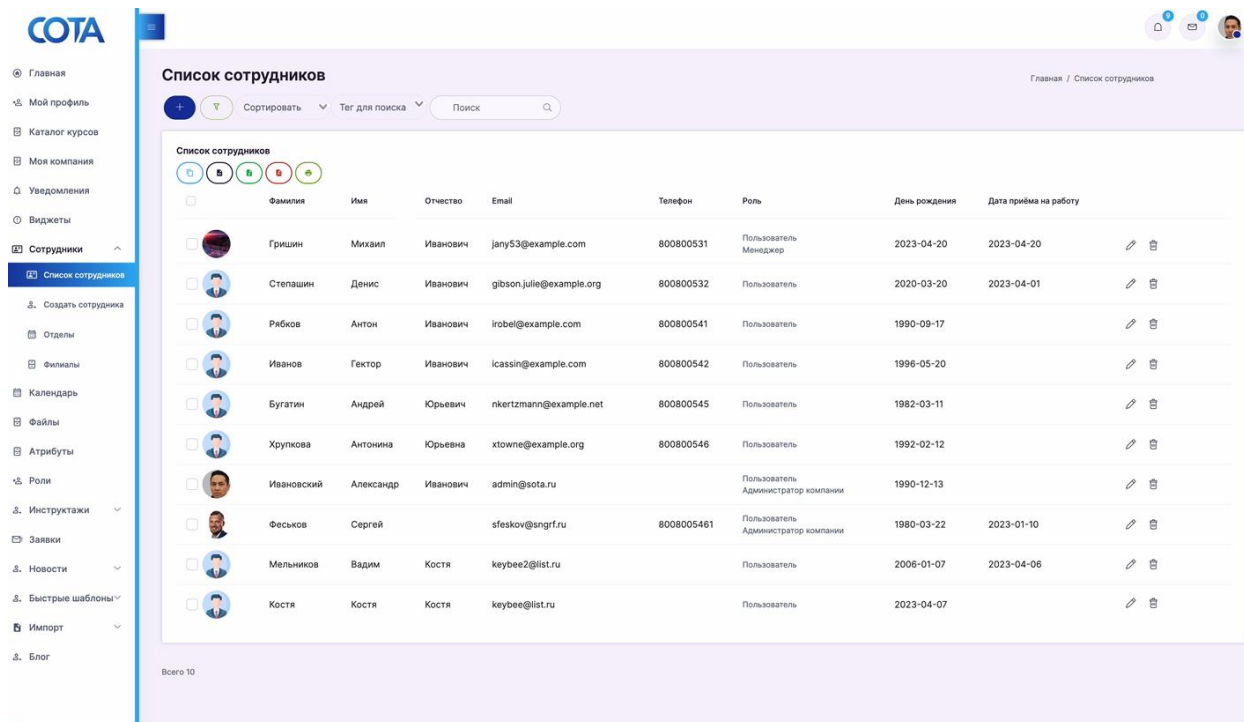 СОТА
9
0
Главная
Мой профиль
Каталог курсов
Моя компания
Уведомления
Виджеты
Сотрудники
Список сотрудников
Создать сотрудника
Отделы
Филиалы
Календарь
Файлы
Атрибуты
Роли
Инструктажи
Заявки
Новости
Быстрые шаблоны
Импорт
Блог
Список сотрудников
Главная / Список сотрудников
+ Сортировать Тег для поиска Поиск
Список сотрудников
Фамилия Имя Отчество Email Телефон Роль День рождения Дата приёма на работу
Гришин Михаил Иванович jany53@example.com 800800531 Пользователь Менеджер 2023-04-20 2023-04-20
Степашин Денис Иванович gibson.julie@example.org 800800532 Пользователь 2020-03-20 2023-04-01
Рябков Антон Иванович irobel@example.com 800800541 Пользователь 1990-09-17
Иванов Гектор Иванович icassin@example.com 800800542 Пользователь 1996-05-20
Бугатин Андрей Юрьевич nkertzmann@example.net 800800545 Пользователь 1982-03-11
Хрупкова Антонина Юрьевна xtowne@example.org 800800546 Пользователь 1992-02-12
Ивановский Александр Иванович admin@sota.ru Пользователь Администратор компании 1990-12-13
Феськов Сергей sfeskov@sngrf.ru 8008005461 Пользователь Администратор компании 1980-03-22 2023-01-10
Мельников Вадим Костя keybee2@list.ru Пользователь 2006-01-07 2023-04-06
Костя Костя Костя keybee@list.ru Пользователь 2023-04-07
Всего 10